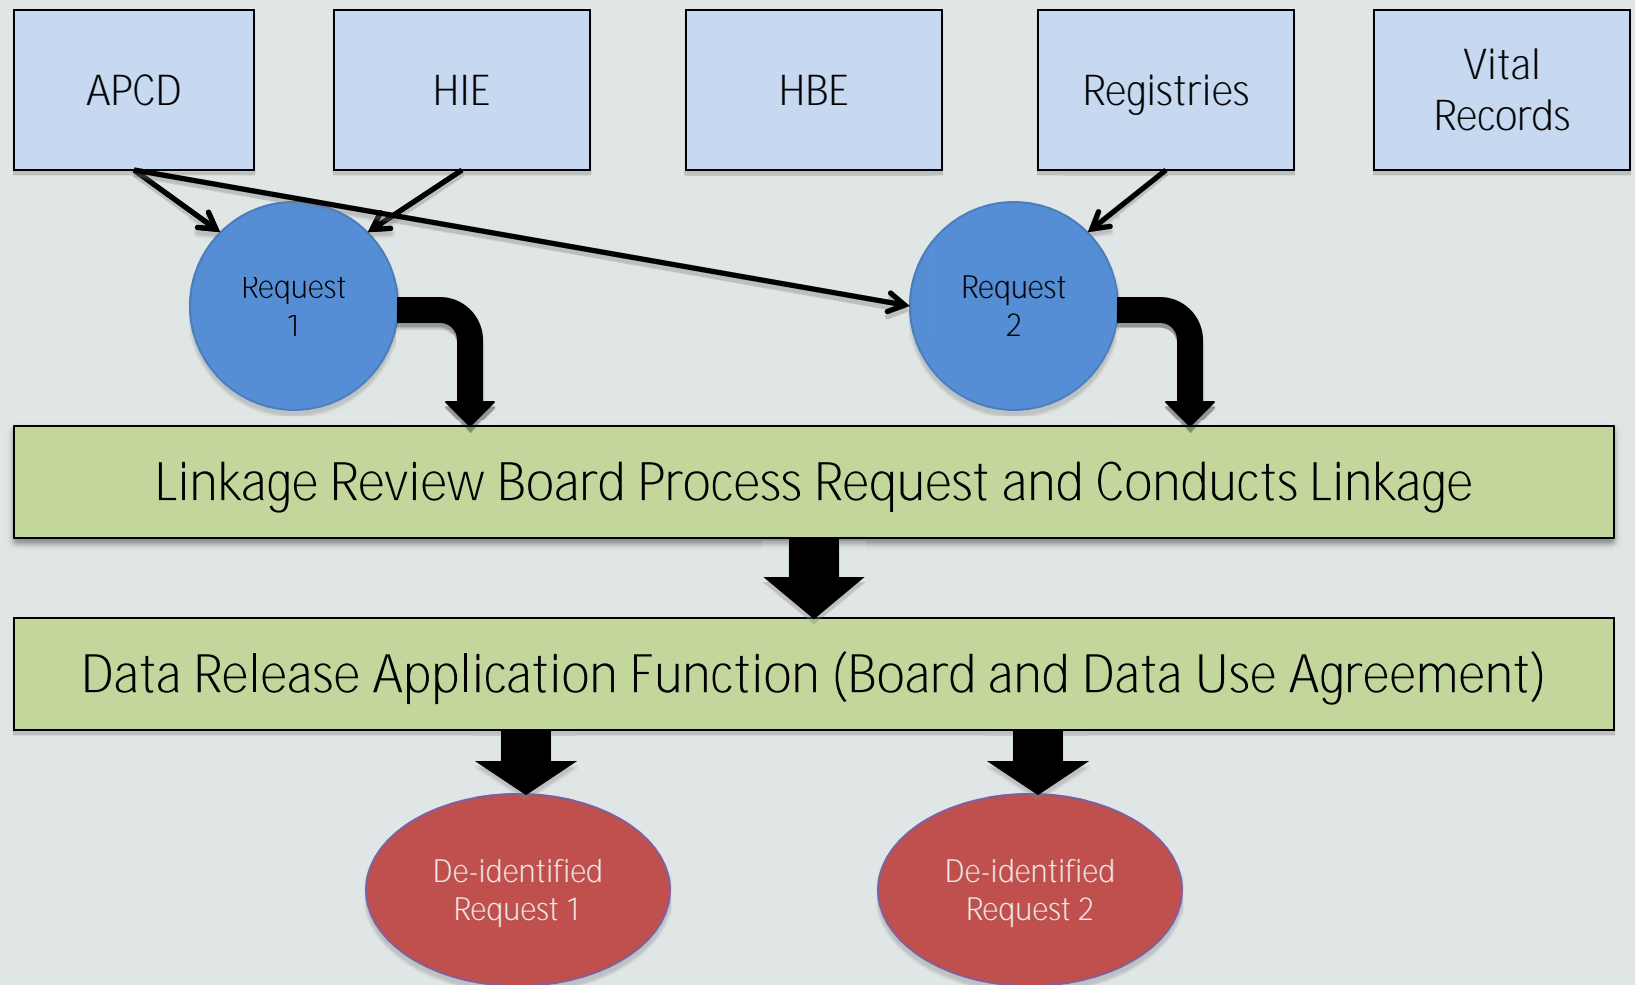 APCD
HIE
HBE
Registries
Vital
Records
Request
1
Request
2
Linkage Review Board Process Request and Conducts Linkage
Data Release Application Function (Board and Data Use Agreement)
De-identified
Request 1
De-identified
Request 2